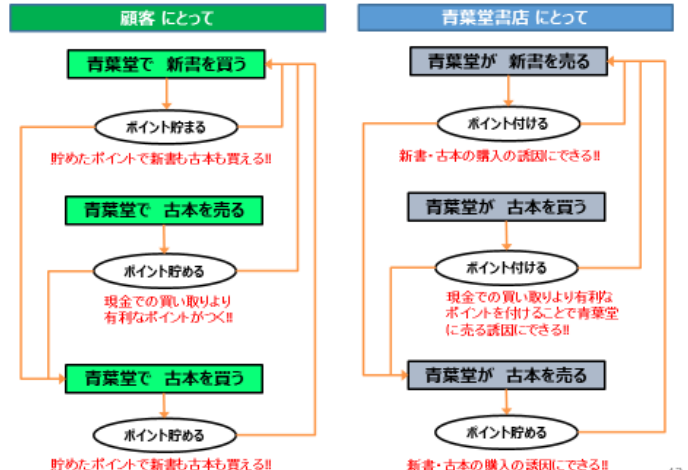 顧客 にとって
青葉堂で 新書を買う
ポイント貯まる
貯めたポイントで新書も古本も買える!!
青葉堂で 古本を売る
ポイント貯める
現金での買い取りより
有利なポイントがつく!!
青葉堂で 古本を買う
ポイント貯める
貯めたポイントで新書も古本も買える!!
青葉堂書店 にとって
青葉堂が 新書を売る
ポイント付ける
新書・古本の購入の誘因にできる!!
青葉堂が 古本を買う
ポイント付ける
現金での買い取りより有利な
ポイントを付けることで青葉堂
に売る誘因にできる!!
青葉堂が 古本を売る
ポイント貯める
新書・古本の購入の誘因にできる!!